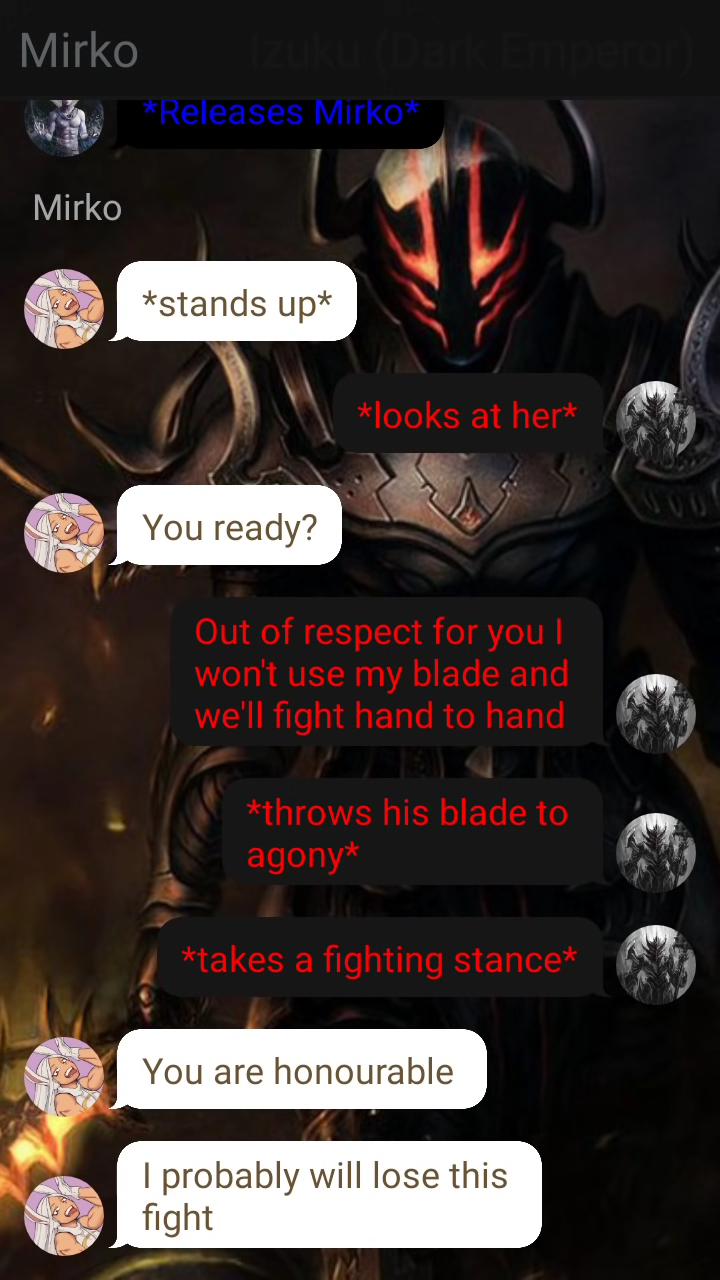 Mirko
Izuku (Dark Emperor)
*Releases Mirko*
Mirko
*stands up*
*looks at her*
You ready?
Out of respect for you I
won't use my blade and
we'll fight hand to hand
*throws his blade to
agony*
*takes a fighting stance*
You are honourable
I probably will lose this
fight